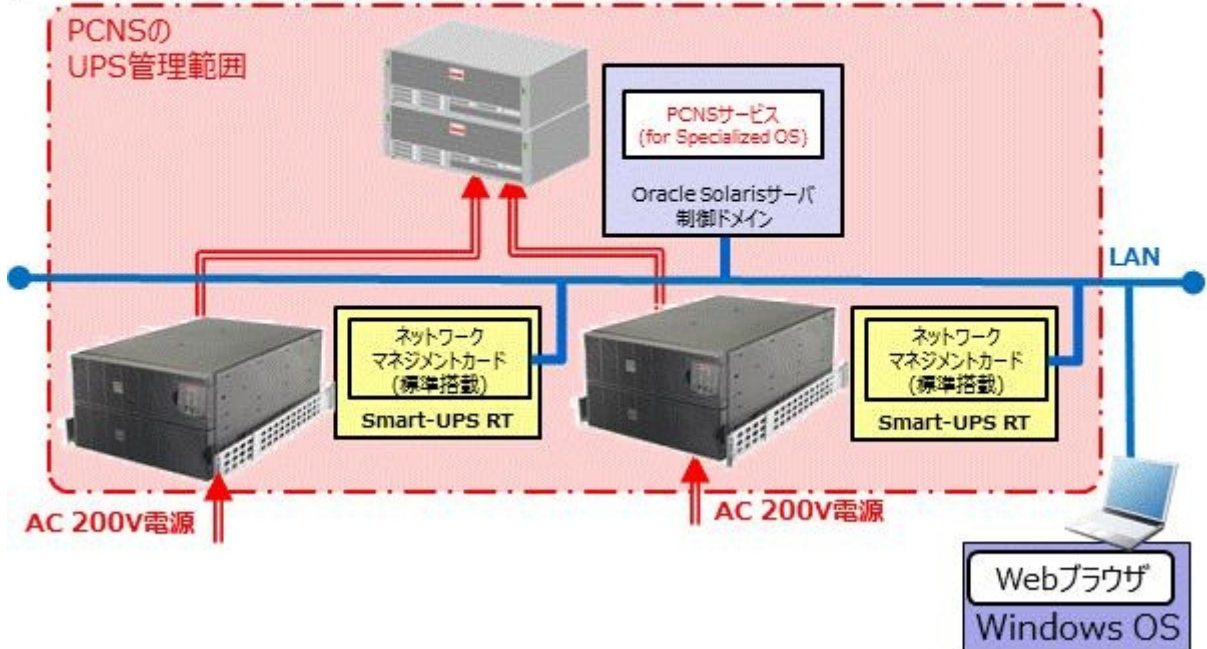 PCNSの
UPS管理範囲
PCNSサービス
(for Specialized OS)
Oracle Solarisサーバ
制御ドメイン
LAN
ネットワーク
マネジメントカード
(標準搭載)
Smart-UPS RT
ネットワーク
マネジメントカード
(標準搭載)
Smart-UPS RT
AC 200V電源
AC 200V電源
Webブラウザ
Windows OS